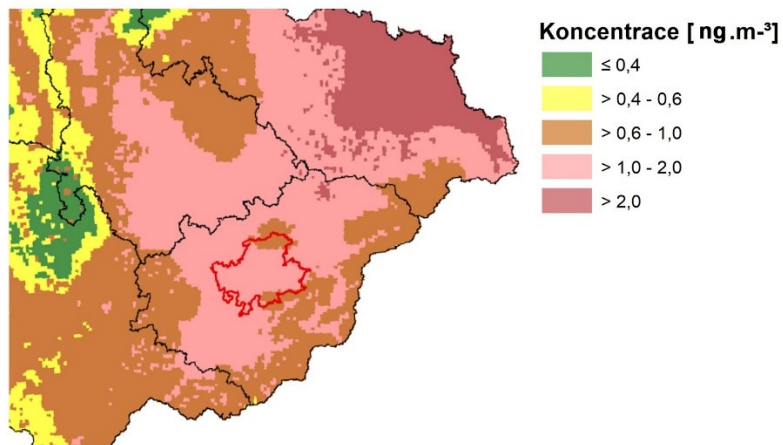 Koncentrace [ ng.m-³]
≤ 0,4
> 0,4 - 0,6
> 0,6 - 1,0
> 1,0 - 2,0
> 2,0